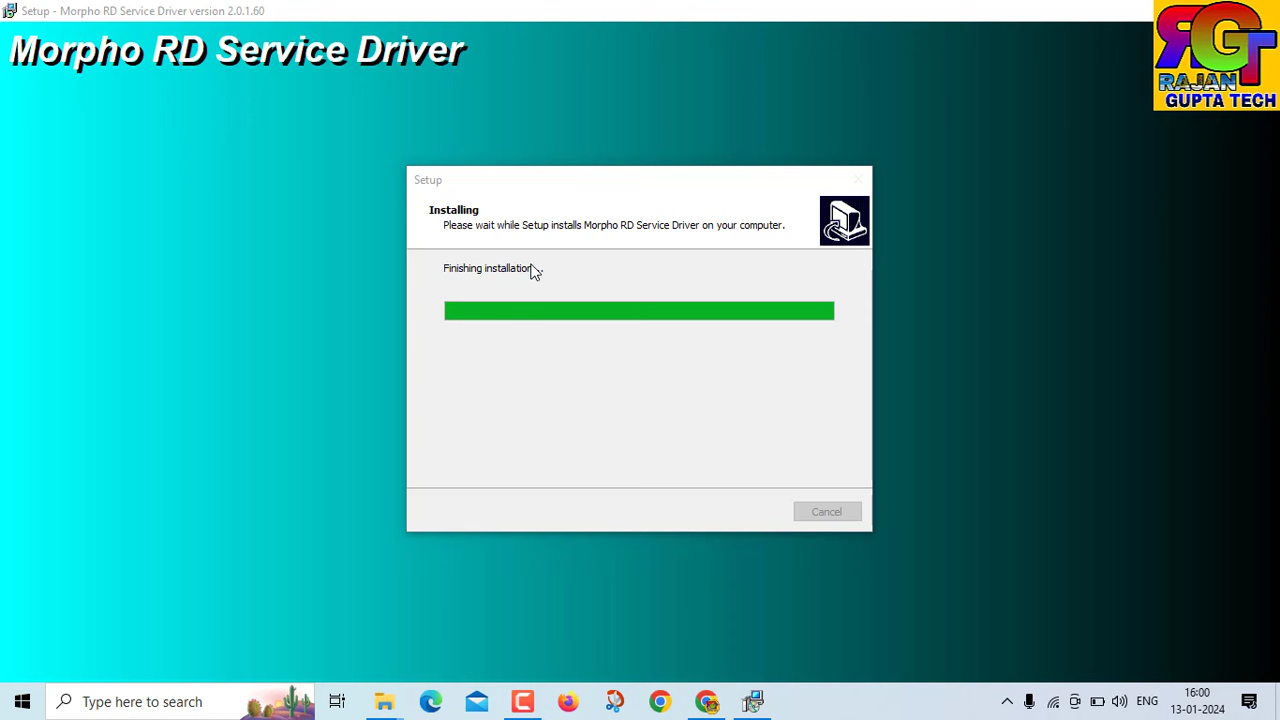 Setup - Morpho RD Service Driver version 2.0.1.60
Morpho RD Service Driver
RGT
RAJAN
GUPTA TECH
Setup
Installing
Please wait while Setup installs Morpho RD Service Driver on your computer.
Finishing installation...
Cancel
Type here to search
ENG
16:00
13-01-2024